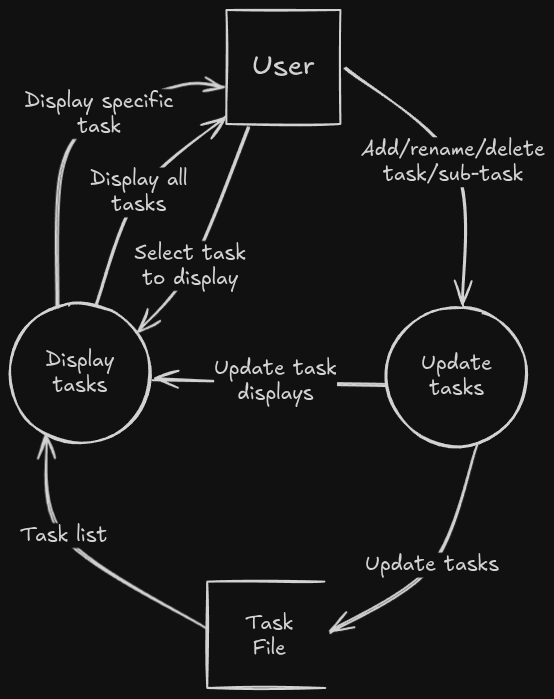 User
Display specific
task
Add/rename/delete
task/sub-task
Display all
tasks
Select task
to display
Display
tasks
Update task
displays
Update
tasks
Task list
Update tasks
Task
File